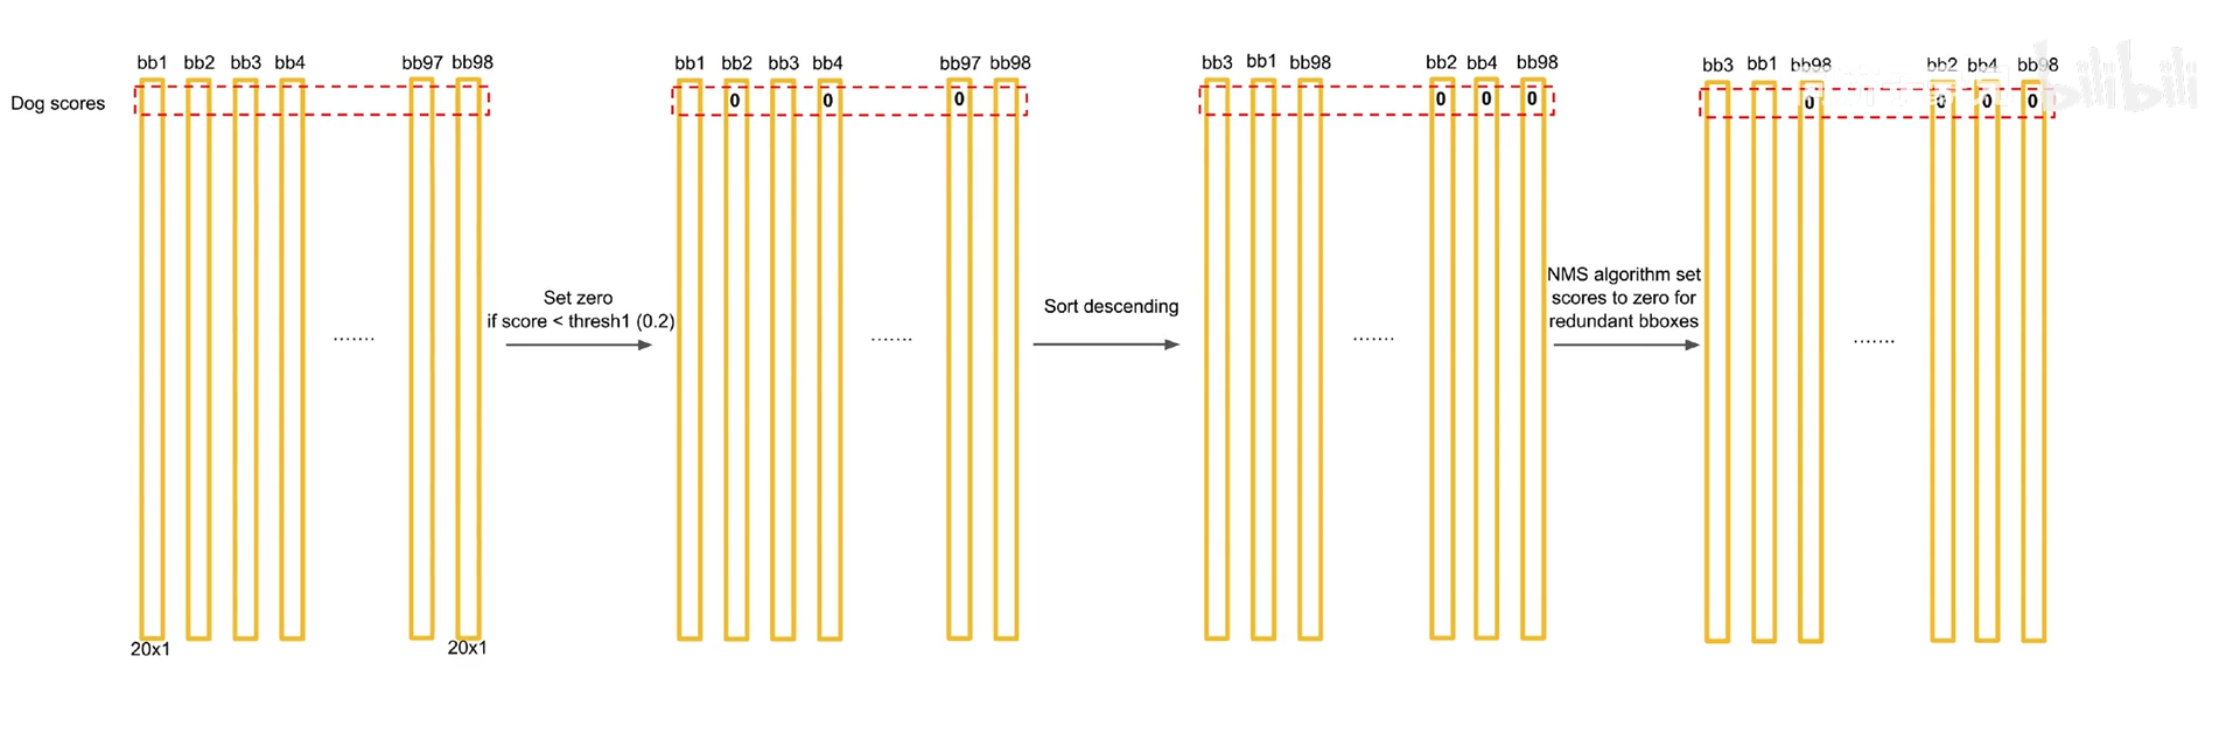 bb1 bb2 bb3 bb4 bb97 bb98
Dog scores
20x1 20x1
.......
Set zero
if score < thresh1 (0.2)
bb1 bb2 bb3 bb4 bb97 bb98
0 0 0
.......
Sort descending
bb3 bb1 bb98 bb2 bb4 bb98
0 0 0
.......
NMS algorithm set
scores to zero for
redundant bboxes
bb3 bb1 bb98 bb2 bb4 bb98
0 0 0 0
.......
bilibili